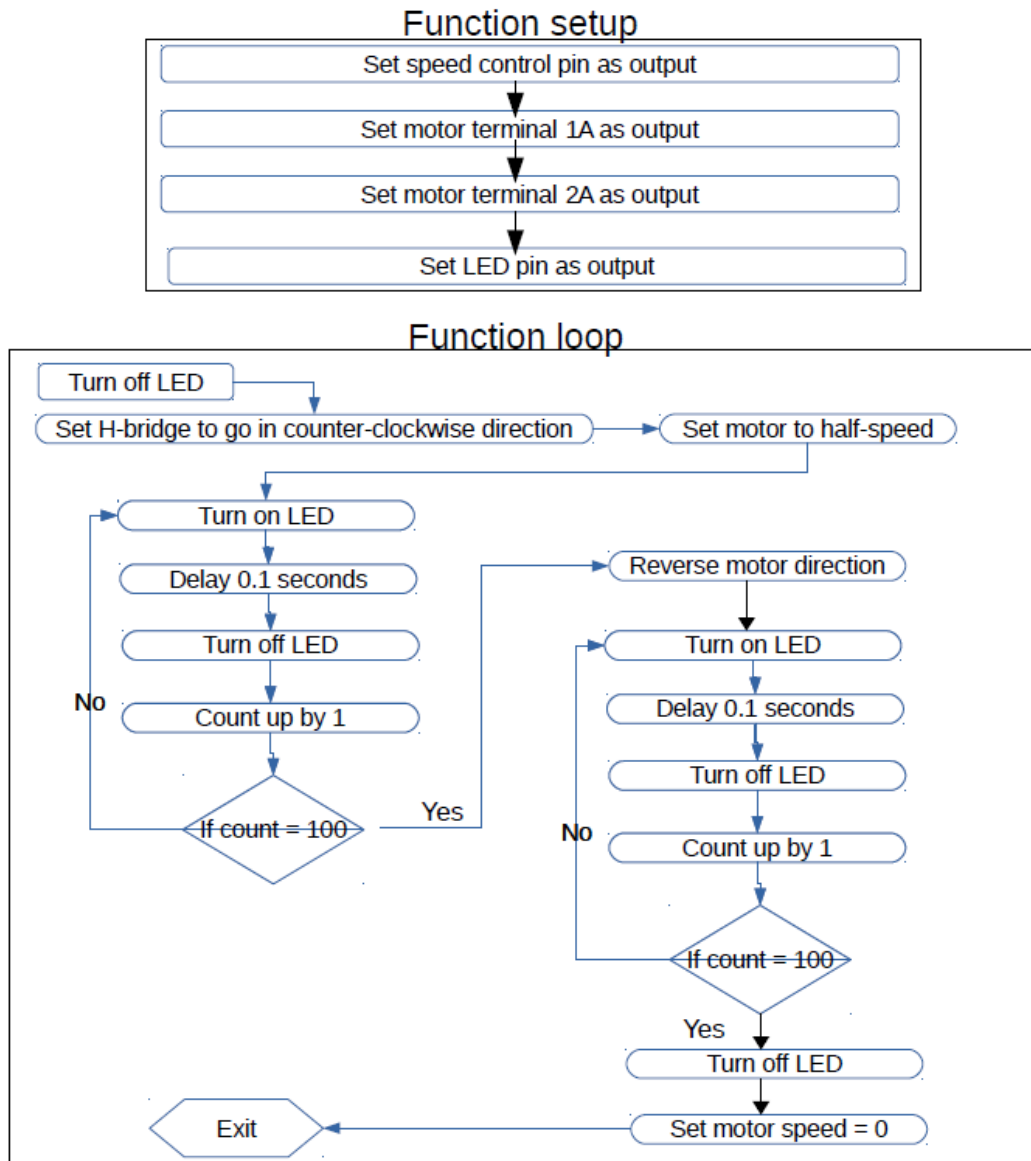 Function setup
Set speed control pin as output
Set motor terminal 1A as output
Set motor terminal 2A as output
Set LED pin as output
Function loop
Turn off LED
Set H-bridge to go in counter-clockwise direction
Set motor to half-speed
Turn on LED
Delay 0.1 seconds
Turn off LED
No
Count up by 1
If count = 100
Yes
Reverse motor direction
Turn on LED
Delay 0.1 seconds
Turn off LED
No
Count up by 1
If count = 100
Yes
Turn off LED
Set motor speed = 0
Exit